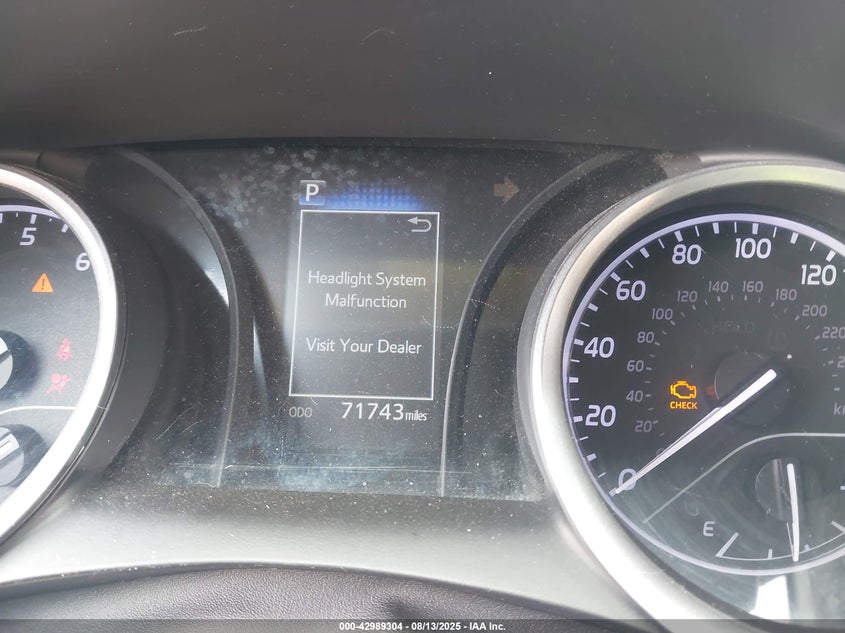 5
6
P
Headlight System
Malfunction
Visit Your Dealer
ODO 71743 miles
0
20
40
60
80
100
120
20
40
60
80
100
120
140
160
180
200
220
HOLD
CHECK
E
000-42989304 - 08/13/2025 - IAA Inc.